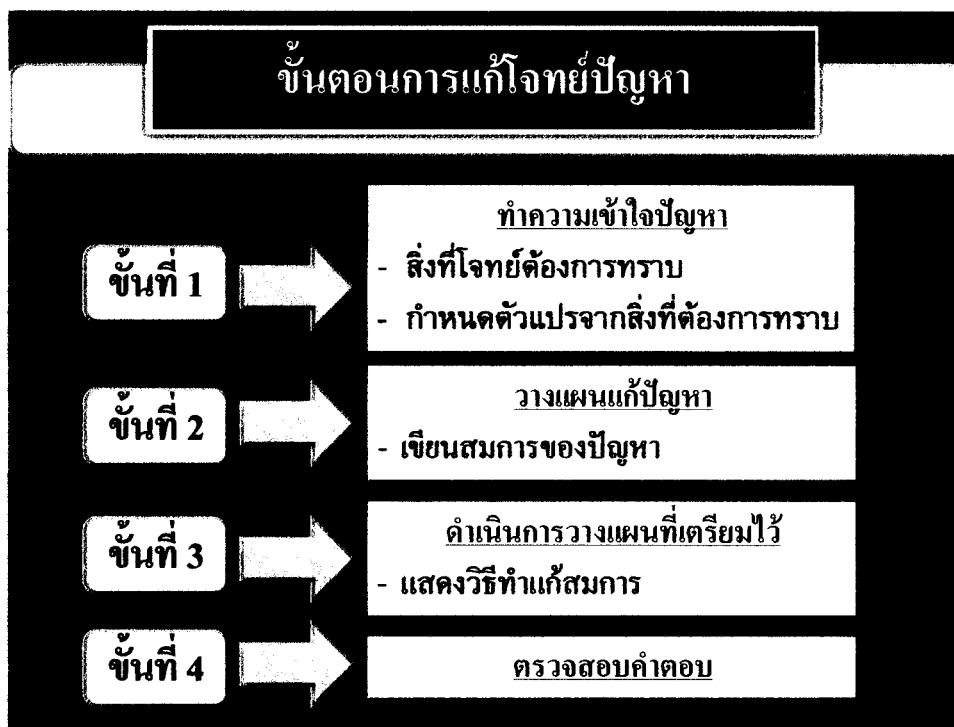 ขั้นตอนการแก้โจทย์ปัญหา
ขั้นที่ 1
ทำความเข้าใจปัญหา
- สิ่งที่โจทย์ต้องการทราบ
- กำหนดตัวแปรจากสิ่งที่ต้องการทราบ
ขั้นที่ 2
วางแผนแก้ปัญหา
- เขียนสมการของปัญหา
ขั้นที่ 3
ดำเนินการวางแผนที่เตรียมไว้
- แสดงวิธีทำแก้สมการ
ขั้นที่ 4
ตรวจสอบคำตอบ